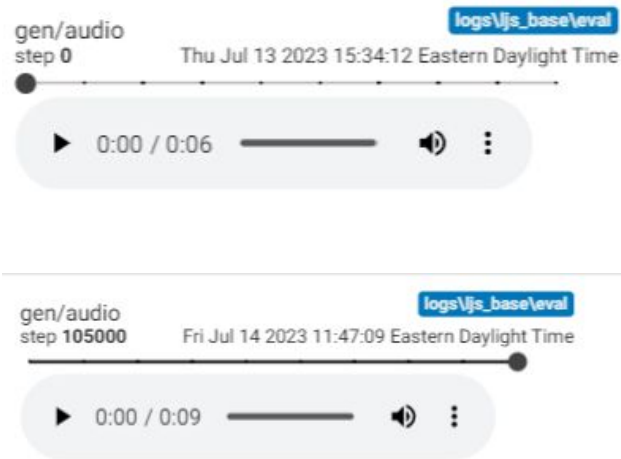 logs\ljs_base\eval
gen/audio
step 0 Thu Jul 13 2023 15:34:12 Eastern Daylight Time
0:00 / 0:06
logs\ljs_base\eval
gen/audio
step 105000 Fri Jul 14 2023 11:47:09 Eastern Daylight Time
0:00 / 0:09